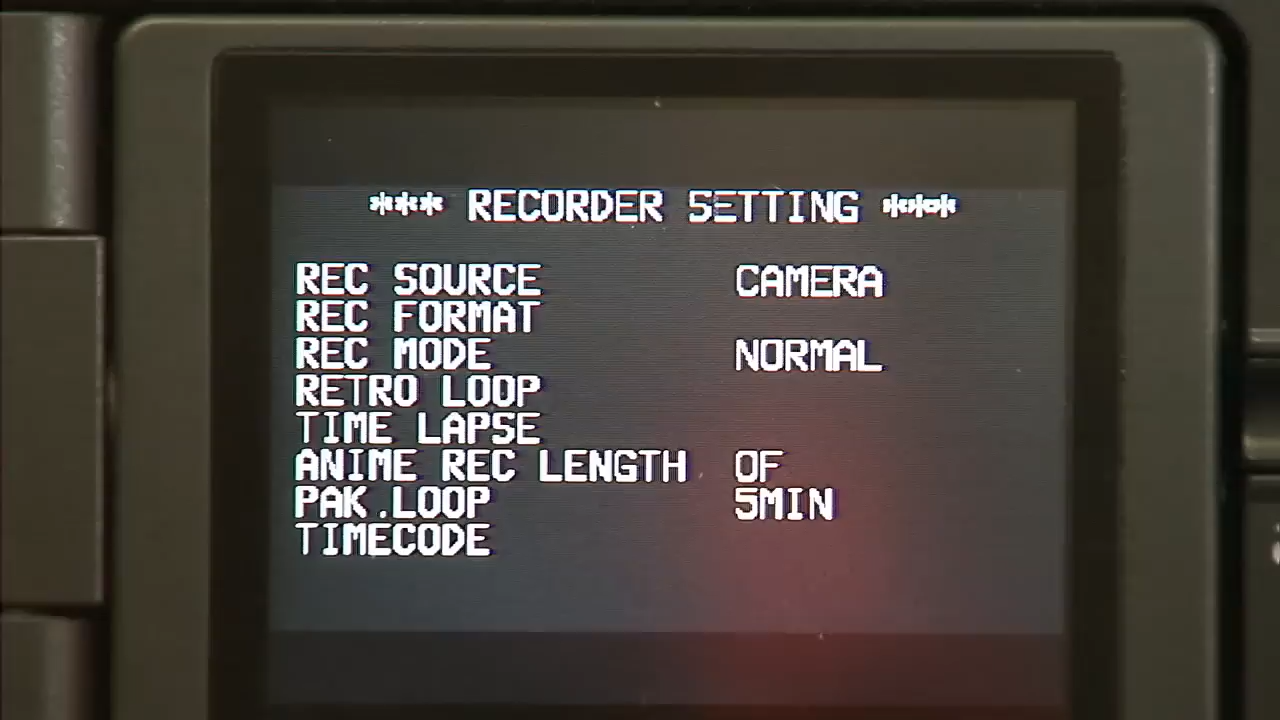 *** RECORDER SETTING ***
REC SOURCE CAMERA
REC FORMAT
REC MODE NORMAL
RETRO LOOP
TIME LAPSE
ANIME REC LENGTH OF
PAK.LOOP 5MIN
TIMECODE